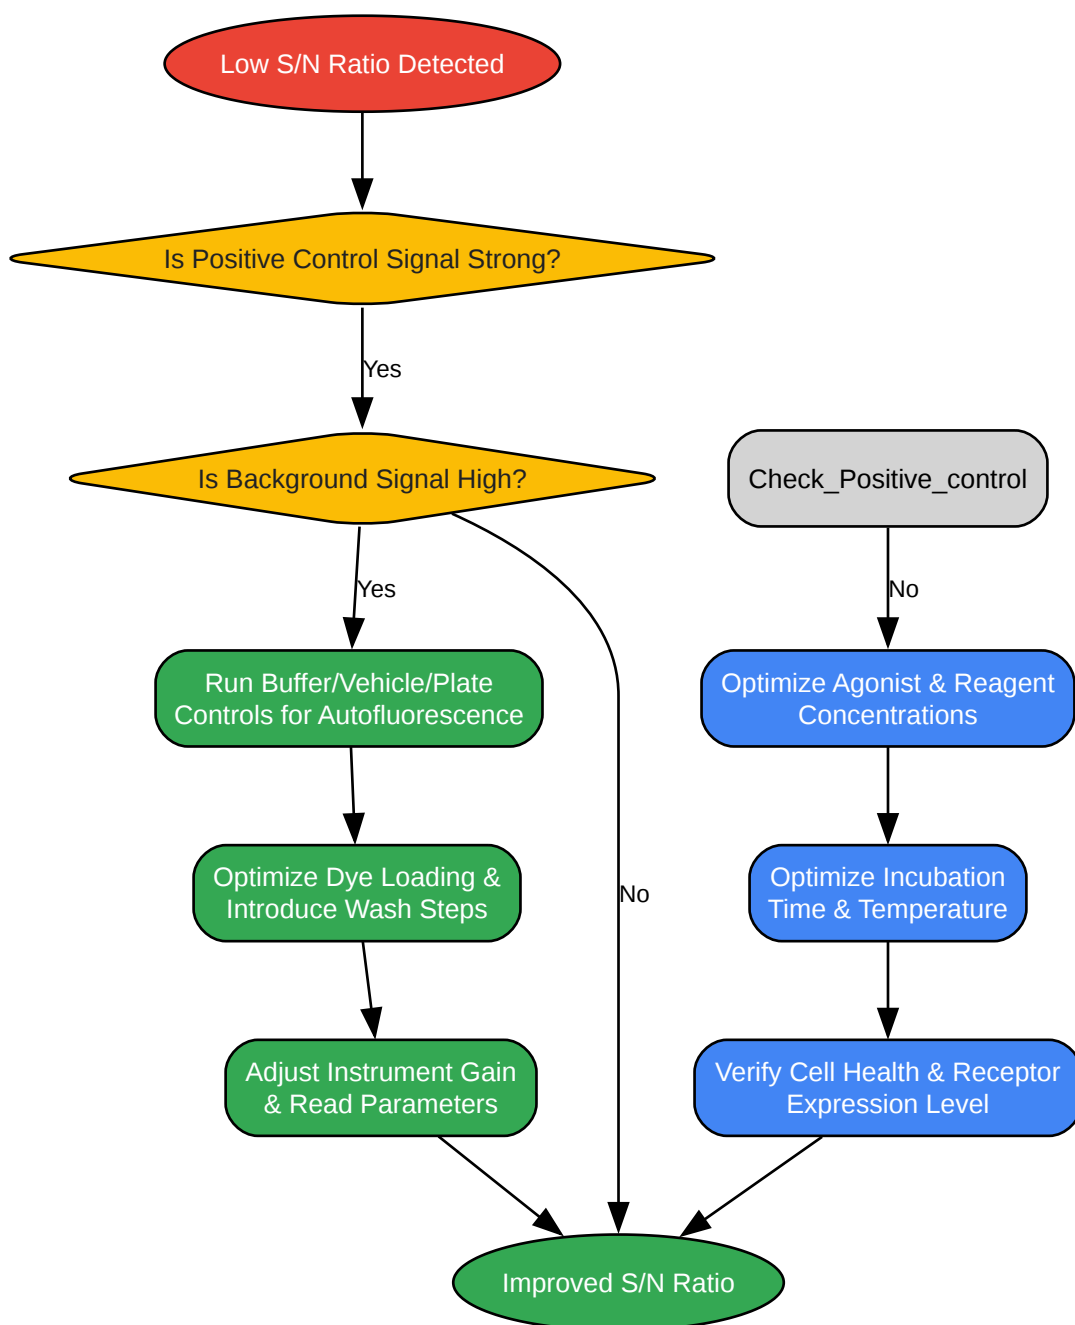 Low S/N Ratio Detected
Is Positive Control Signal Strong?
Yes
Is Background Signal High?
Check_Positive_control
Yes
No
Run Buffer/Vehicle/Plate
Controls for Autofluorescence
Optimize Agonist & Reagent
Concentrations
Optimize Dye Loading &
Introduce Wash Steps
No
Optimize Incubation
Time & Temperature
Adjust Instrument Gain
& Read Parameters
Verify Cell Health & Receptor
Expression Level
Improved S/N Ratio